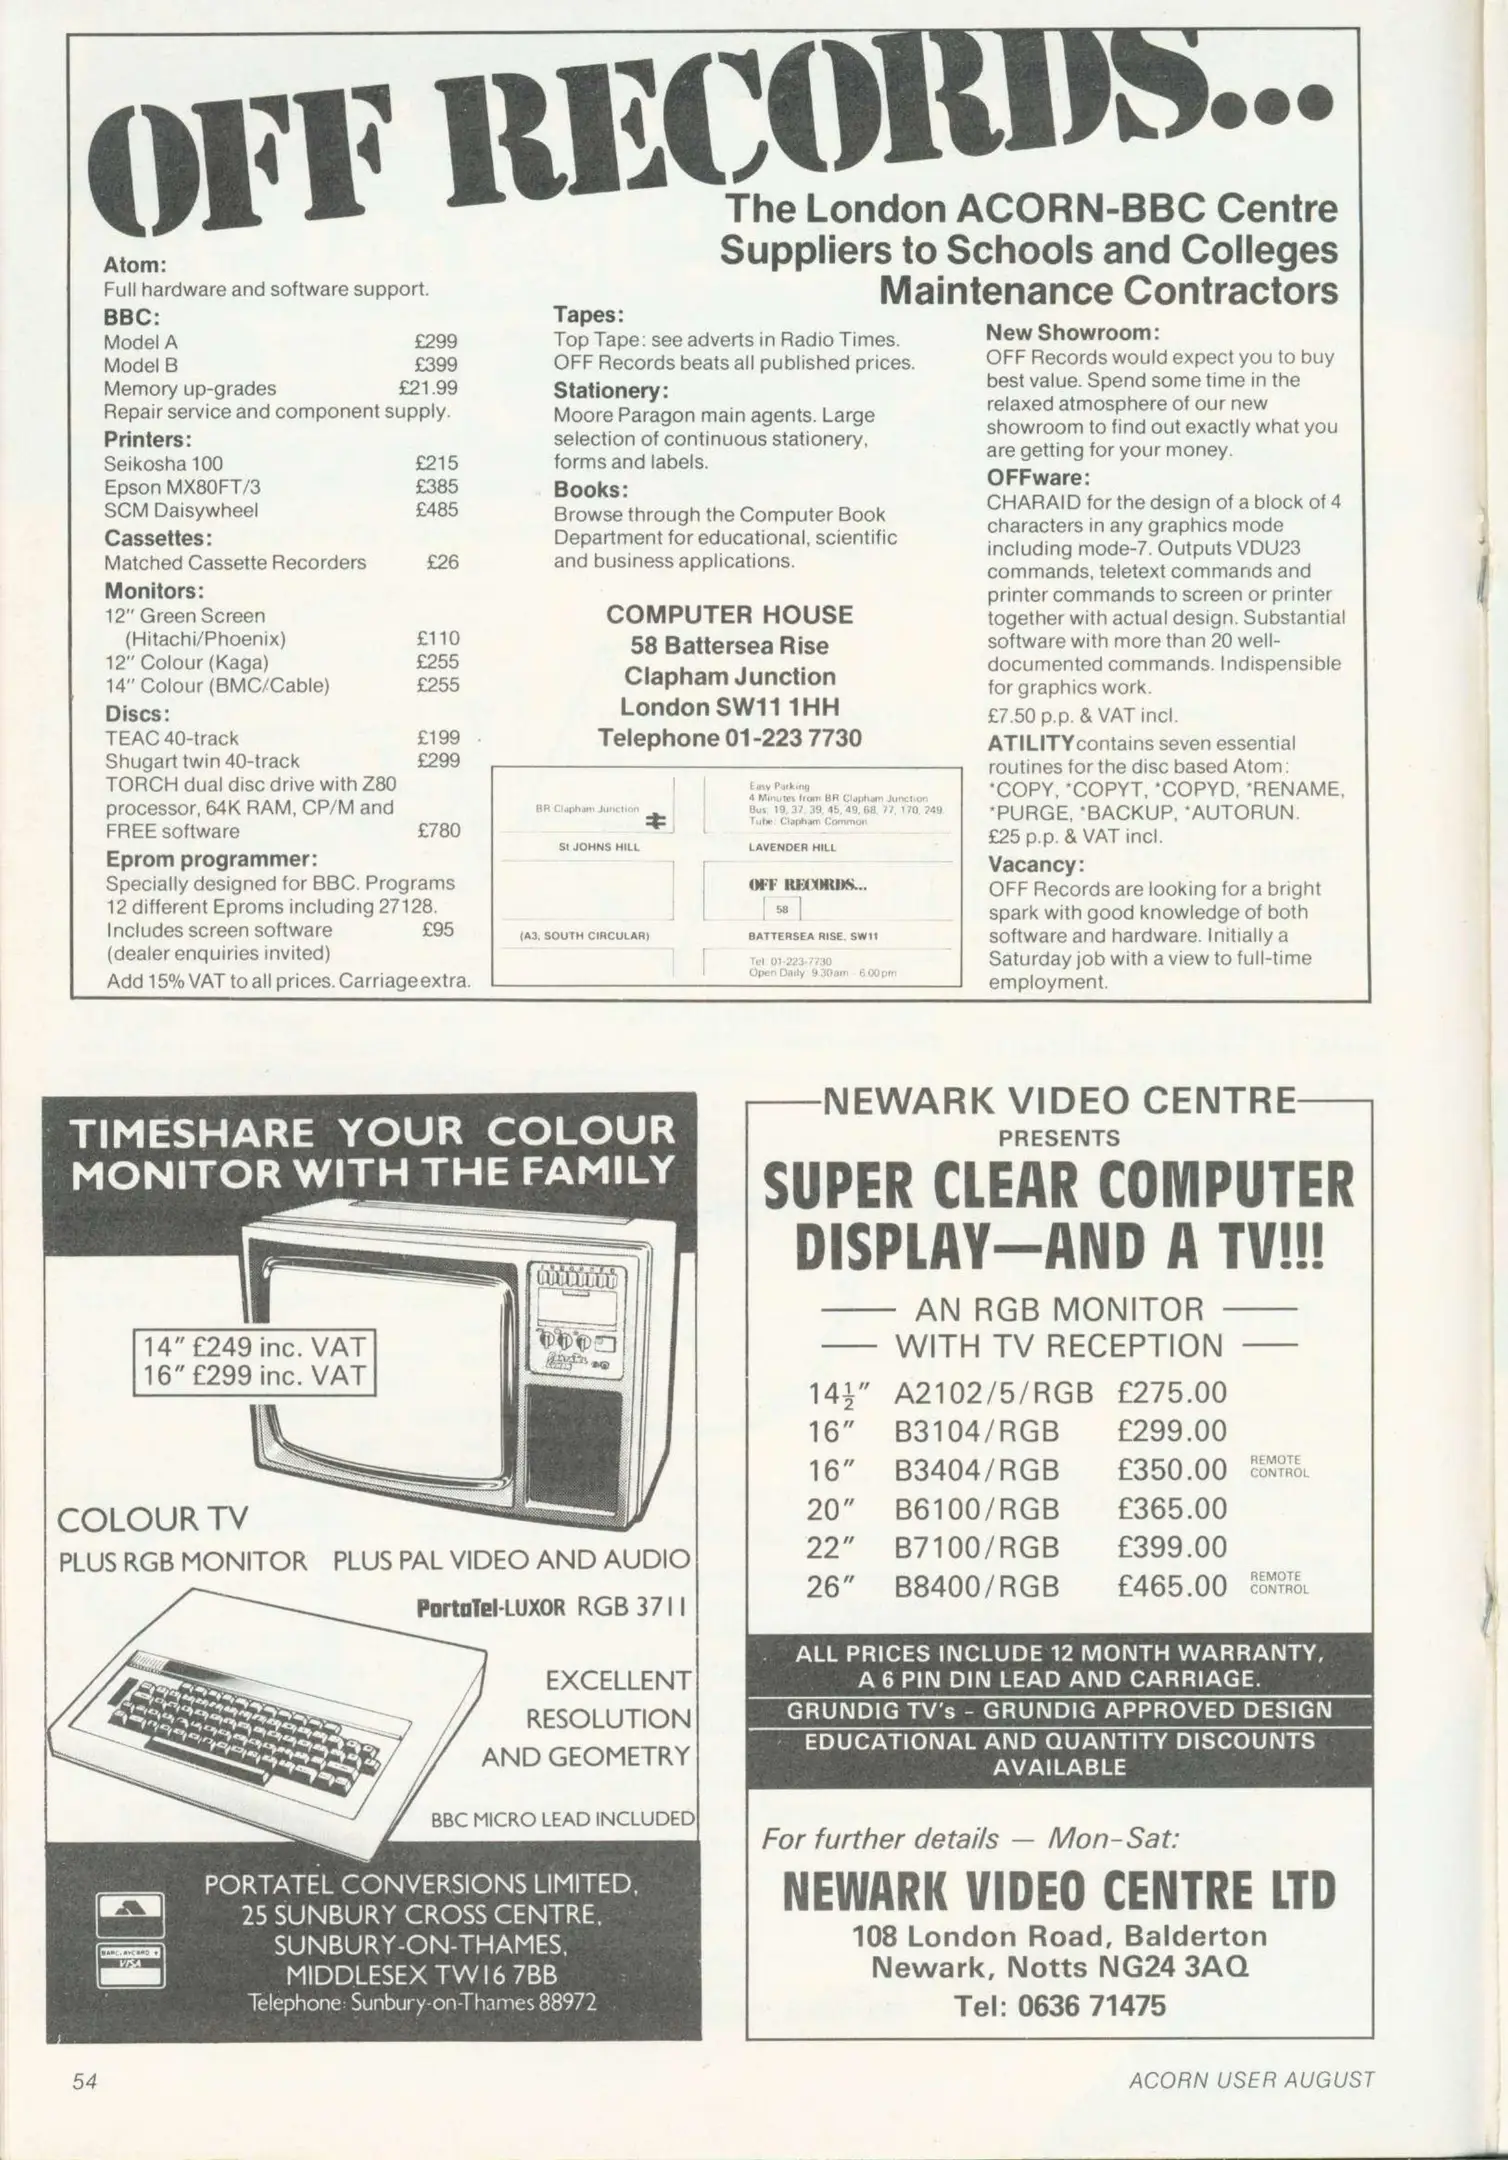 OFF RECORDS...
The London ACORN-BBC Centre
Suppliers to Schools and Colleges
Maintenance Contractors
Atom:
Full hardware and software support.
BBC:
Model A £299
Model B £399
Memory up-grades £21.99
Repair service and component supply.
Printers:
Seikosha 100 £215
Epson MX80FT/3 £385
SCM Daisywheel £485
Cassettes:
Matched Cassette Recorders £26
Monitors:
12" Green Screen
(Hitachi/Phoenix) £110
12" Colour (Kaga) £255
14" Colour (BMC/Cable) £255
Discs:
TEAC 40-track £199
Shugart twin 40-track £299
TORCH dual disc drive with Z80
processor, 64K RAM, CP/M and
FREE software £780
Eprom programmer:
Specially designed for BBC. Programs
12 different Eproms including 27128.
Includes screen software £95
(dealer enquiries invited)
Add 15% VAT to all prices. Carriage extra.
Tapes:
Top Tape: see adverts in Radio Times.
OFF Records beats all published prices.
Stationery:
Moore Paragon main agents. Large
selection of continuous stationery,
forms and labels.
Books:
Browse through the Computer Book
Department for educational, scientific
and business applications.
COMPUTER HOUSE
58 Battersea Rise
Clapham Junction
London SW11 1HH
Telephone 01-223 7730
BR Clapham Junction
Easy Parking
4 Minutes from BR Clapham Junction
Bus: 19, 37, 39, 45, 49, 68, 77, 170, 249
Tube: Clapham Common
St JOHNS HILL
LAVENDER HILL
OFF RECORDS...
58
(A3, SOUTH CIRCULAR)
BATTERSEA RISE, SW11
Tel: 01-223-7730
Open Daily 9.30am - 6.00pm
New Showroom:
OFF Records would expect you to buy
best value. Spend some time in the
relaxed atmosphere of our new
showroom to find out exactly what you
are getting for your money.
OFFware:
CHARAID for the design of a block of 4
characters in any graphics mode
including mode-7. Outputs VDU23
commands, teletext commands and
printer commands to screen or printer
together with actual design. Substantial
software with more than 20 well-
documented commands. Indispensible
for graphics work.
£7.50 p.p. & VAT incl.
ATILITY contains seven essential
routines for the disc based Atom:
*COPY, *COPYT, *COPYD, *RENAME,
*PURGE, *BACKUP, *AUTORUN.
£25 p.p. & VAT incl.
Vacancy:
OFF Records are looking for a bright
spark with good knowledge of both
software and hardware. Initially a
Saturday job with a view to full-time
employment.
TIMESHARE YOUR COLOUR
MONITOR WITH THE FAMILY
14" £249 inc. VAT
16" £299 inc. VAT
COLOUR TV
PLUS RGB MONITOR PLUS PAL VIDEO AND AUDIO
PortaTel-LUXOR RGB 3711
EXCELLENT
RESOLUTION
AND GEOMETRY
BBC MICRO LEAD INCLUDED
PORTATEL CONVERSIONS LIMITED,
25 SUNBURY CROSS CENTRE,
SUNBURY-ON-THAMES,
MIDDLESEX TW16 7BB
Telephone: Sunbury-on-Thames 88972
BARCLAYCARD
VISA
NEWARK VIDEO CENTRE
PRESENTS
SUPER CLEAR COMPUTER
DISPLAY—AND A TV!!!
— AN RGB MONITOR —
— WITH TV RECEPTION —
14½" A2102/5/RGB £275.00
16" B3104/RGB £299.00
16" B3404/RGB £350.00 REMOTE CONTROL
20" B6100/RGB £365.00
22" B7100/RGB £399.00
26" B8400/RGB £465.00 REMOTE CONTROL
ALL PRICES INCLUDE 12 MONTH WARRANTY,
A 6 PIN DIN LEAD AND CARRIAGE.
GRUNDIG TV's - GRUNDIG APPROVED DESIGN
EDUCATIONAL AND QUANTITY DISCOUNTS
AVAILABLE
For further details — Mon-Sat:
NEWARK VIDEO CENTRE LTD
108 London Road, Balderton
Newark, Notts NG24 3AQ
Tel: 0636 71475
54
ACORN USER AUGUST